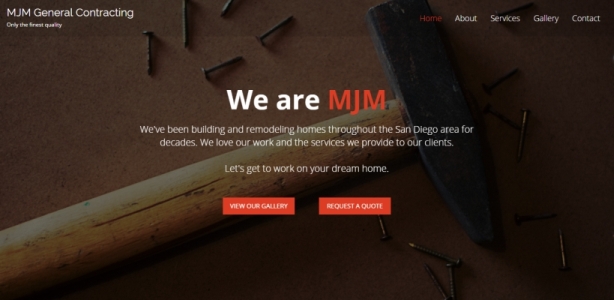 MJM General Contracting
Only the finest quality
Home About Services Gallery Contact
We are MJM
We've been building and remodeling homes throughout the San Diego area for
decades. We love our work and the services we provide to our clients.
Let's get to work on your dream home.
VIEW OUR GALLERY REQUEST A QUOTE